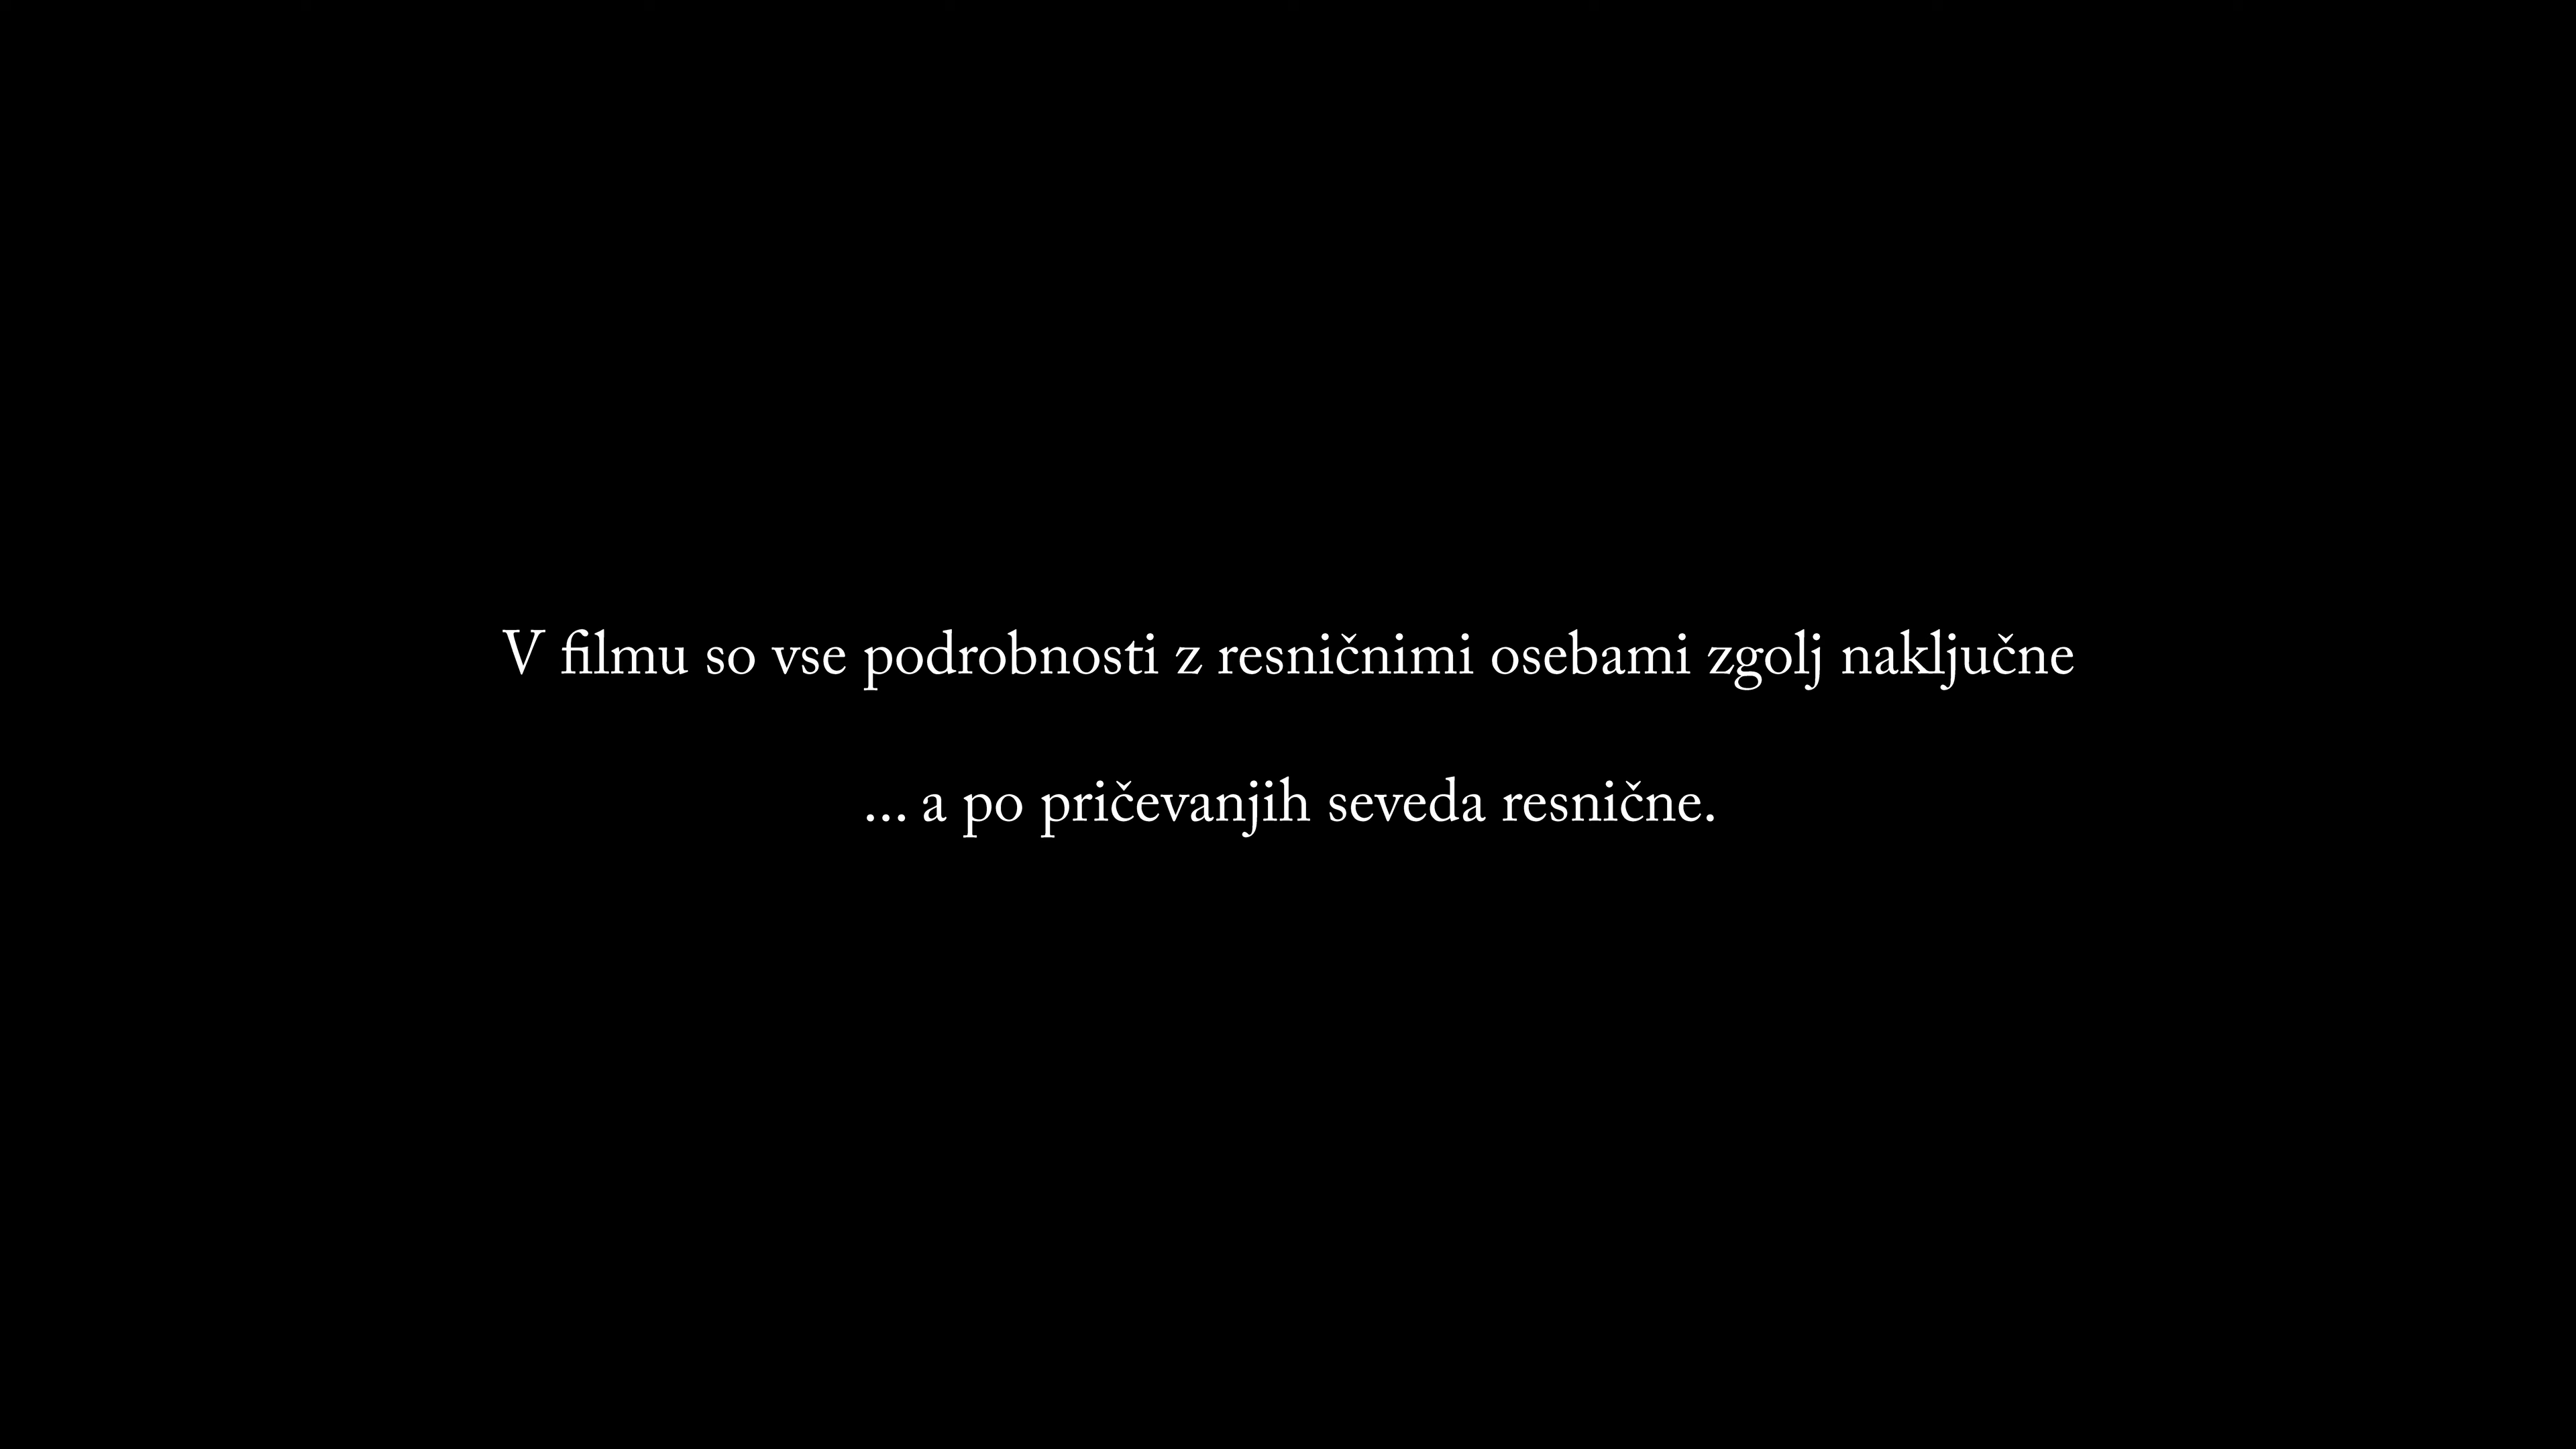 V filmu so vse podrobnosti z resničnimi osebami zgolj naključne
... a po pričevanjih seveda resnične.